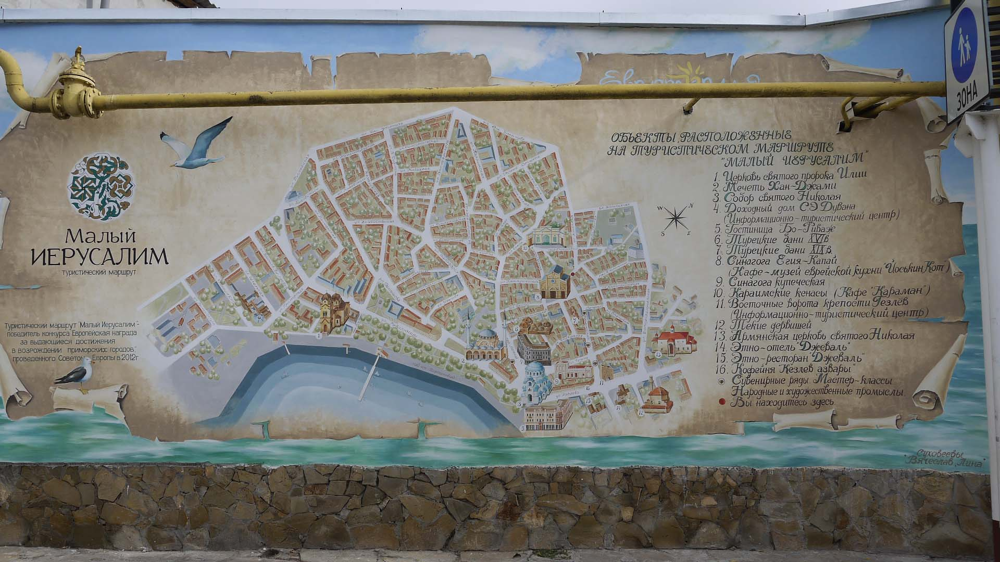 Малый
ИЕРУСАЛИМ
туристический маршрут
Туристический маршрут "Малый Иерусалим"-
победитель конкурса "Европейская награда
за выдающиеся достижения
в возрождении приморских городов",
проведенного Советом Европы в 2012г
ОБЪЕКТЫ, РАСПОЛОЖЕННЫЕ
НА ТУРИСТИЧЕСКОМ МАРШРУТЕ
"МАЛЫЙ ИЕРУСАЛИМ"
1. Церковь святого пророка Илии
2. Мечеть Хан-Джами
3. Собор святого Николая
4. Доходный дом СЭ Дувана
(Информационно-туристический центр)
5. Гостиница Бо-Риваж
6. Турецкие бани XVIв
7. Турецкие бани XIXв.
8. Синагога Егия-Капай
(Кафе-музей еврейской кухни "Йоськин Кот")
9. Синагога купеческая
10. Караимские кенасы (Кафе "Караман")
11. Восточные ворота крепости Гезлев
(Информационно-туристический центр)
12. Текие дервишей
13. Армянская церковь святого Николая
14. Этно-отель "Джеваль"
15. Этно-ресторан "Джеваль"
16. Кофейня "Кезлев азвары"
Сувенирные ряды Мастер-классы
Народные и художественные промыслы
Вы находитесь здесь
W N
S E
Суховеевы
"Вячеслав, Лина"
ЗОНА